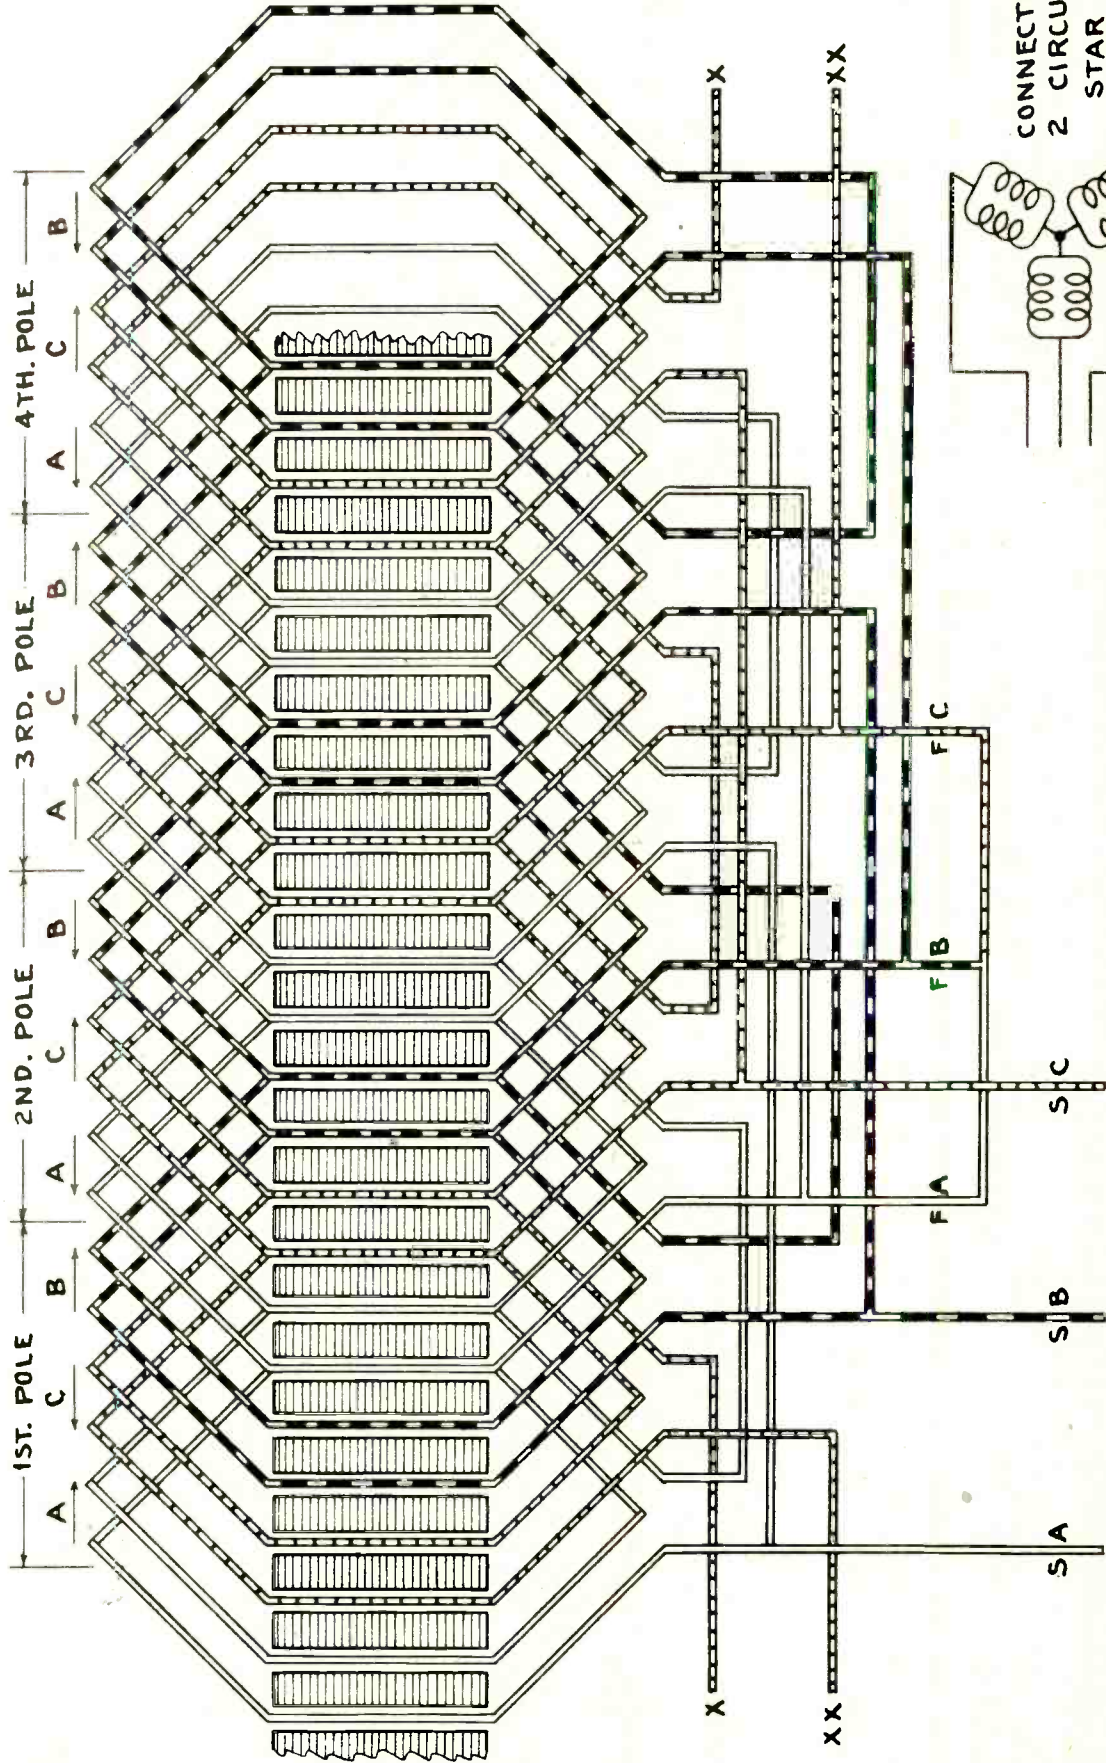 1ST. POLE 2ND. POLE 3RD. POLE 4TH. POLE
A C B A C B A C B A C B
X X
XX XX
S A S B F A S C F B F C
CONNECT
2 CIRCU
STAR